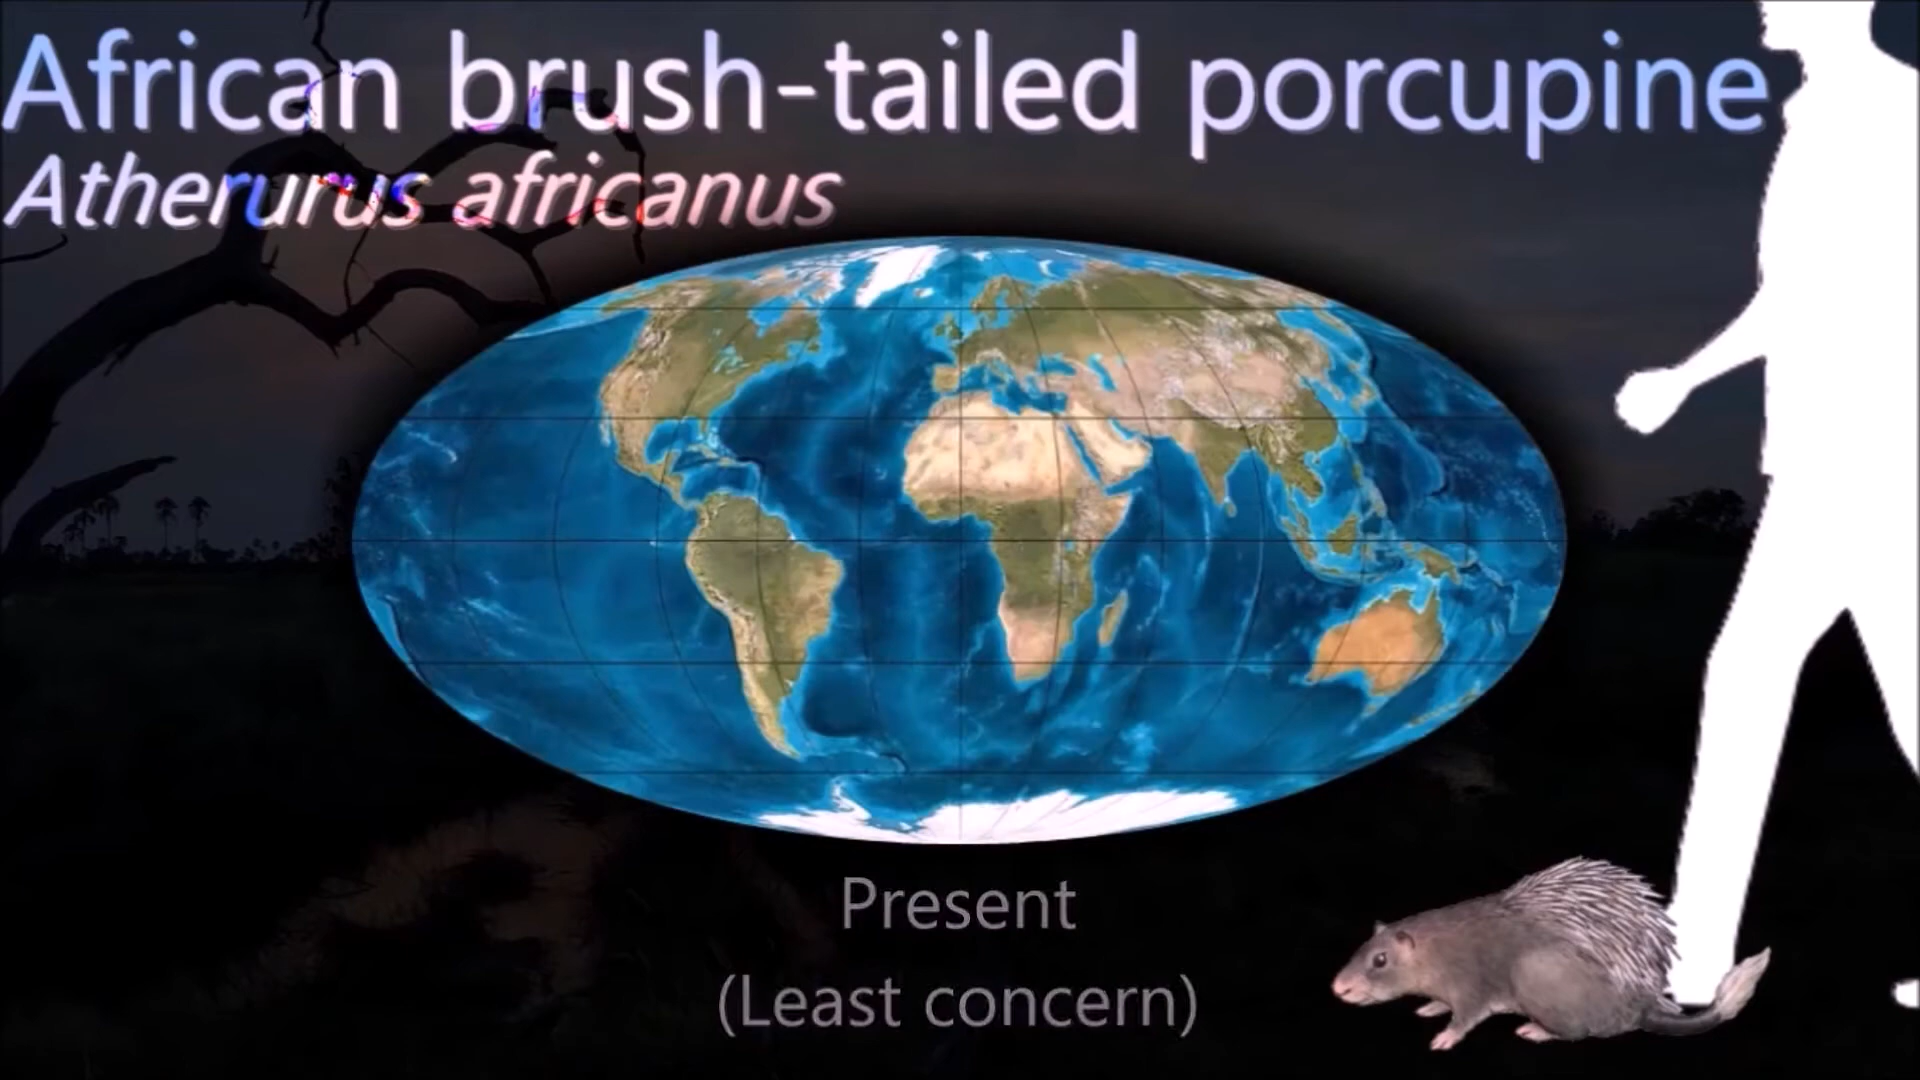 African brush-tailed porcupine
Atherurus africanus
Present
(Least concern)